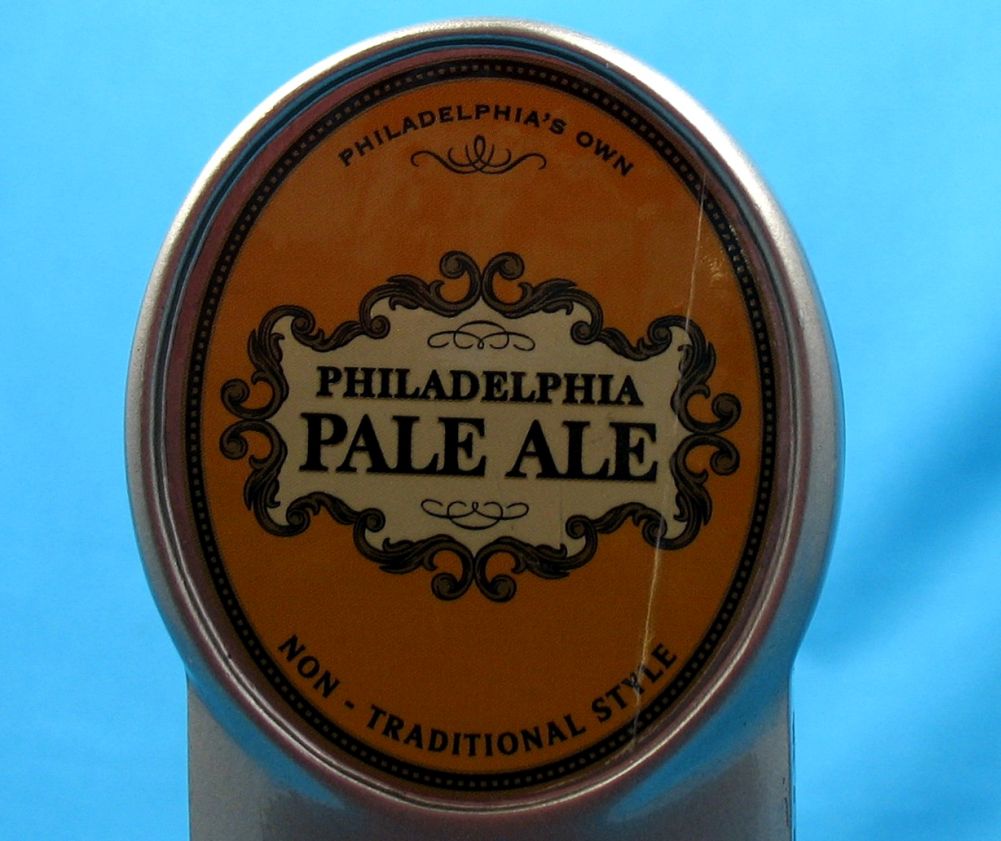 PHILADELPHIA'S OWN
PHILADELPHIA
PALE ALE
NON - TRADITIONAL STYLE